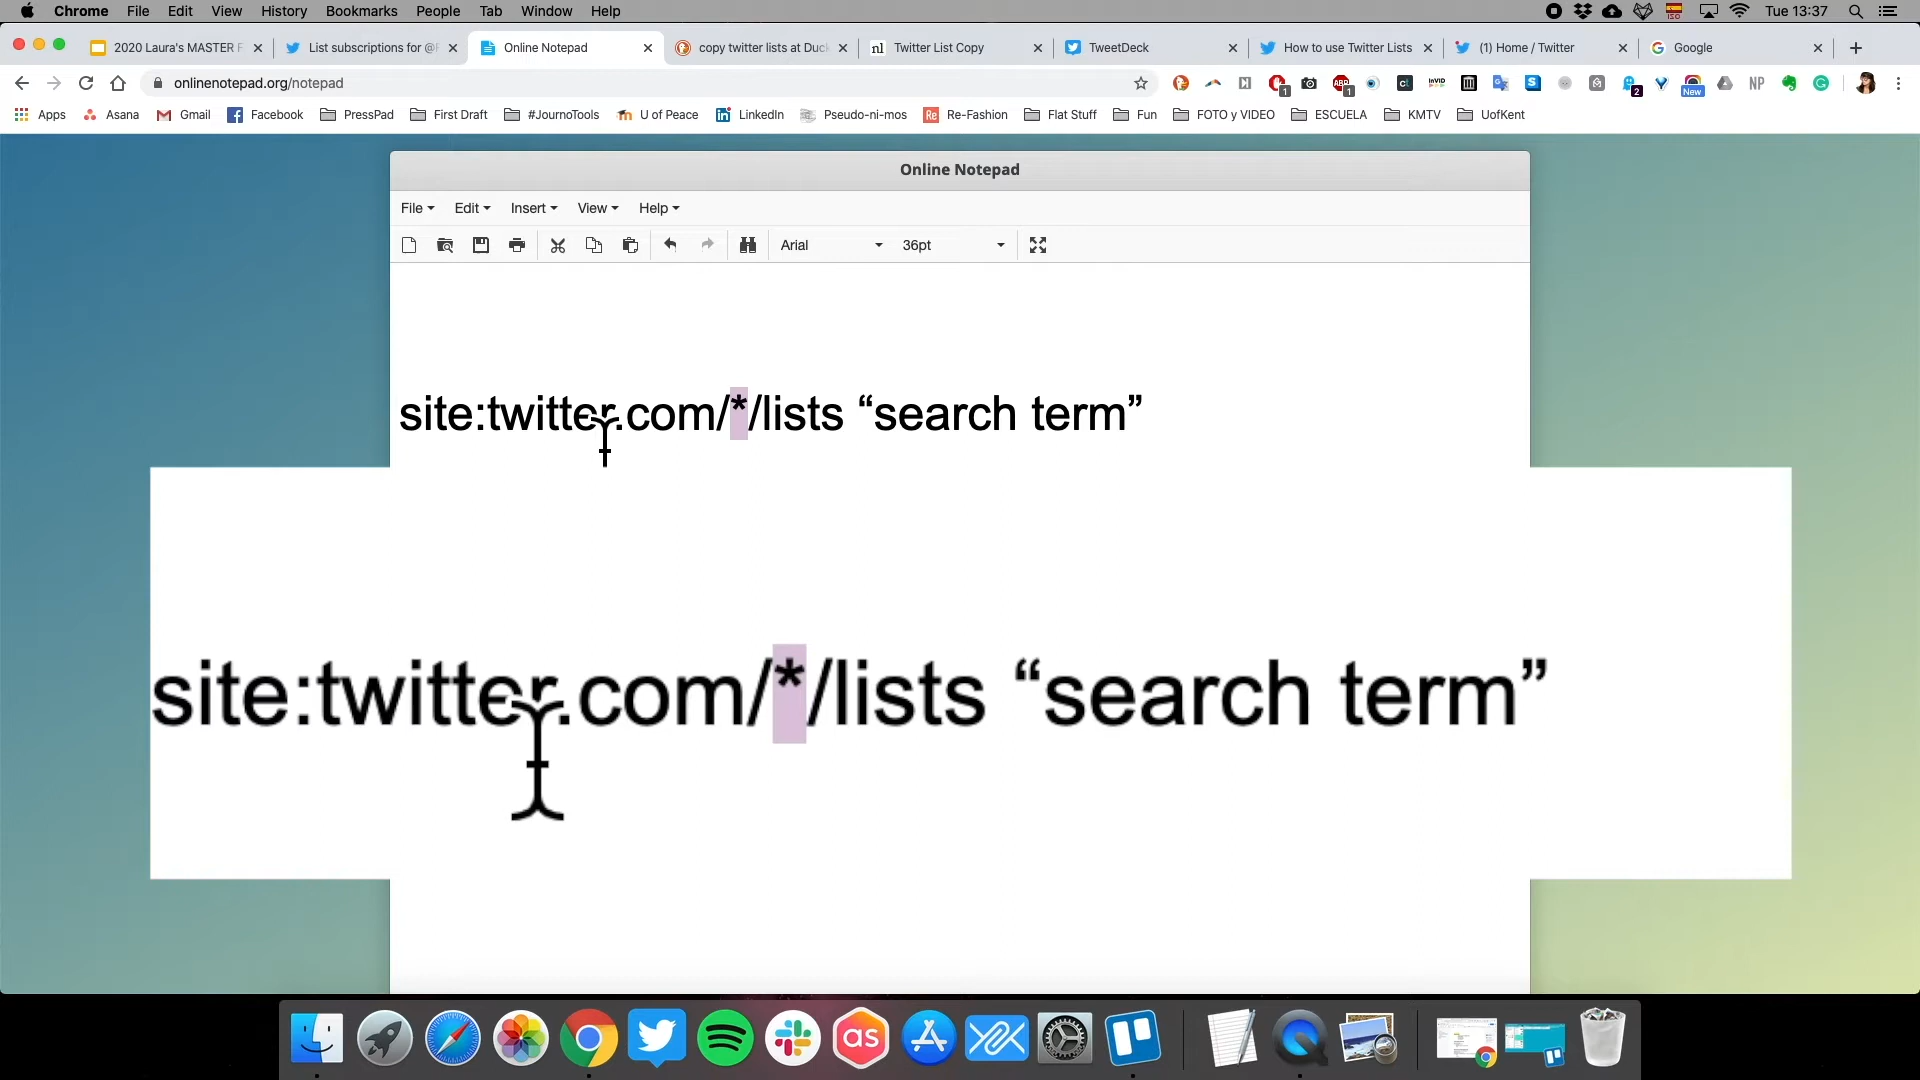 Chrome File Edit View History Bookmarks People Tab Window Help ISO Tue 13:37
2020 Laura's MASTER F List subscriptions for @F Online Notepad copy twitter lists at Duck Twitter List Copy TweetDeck How to use Twitter Lists (1) Home / Twitter Google
onlinenotepad.org/notepad
Apps Asana Gmail Facebook PressPad First Draft #JournoTools U of Peace LinkedIn Pseudo-ni-mos Re-Fashion Flat Stuff Fun FOTO y VIDEO ESCUELA KMTV UofKent
Online Notepad
File Edit Insert View Help
Arial 36pt
site:twitter.com/*/lists “search term”
site:twitter.com/*/lists “search term”
as